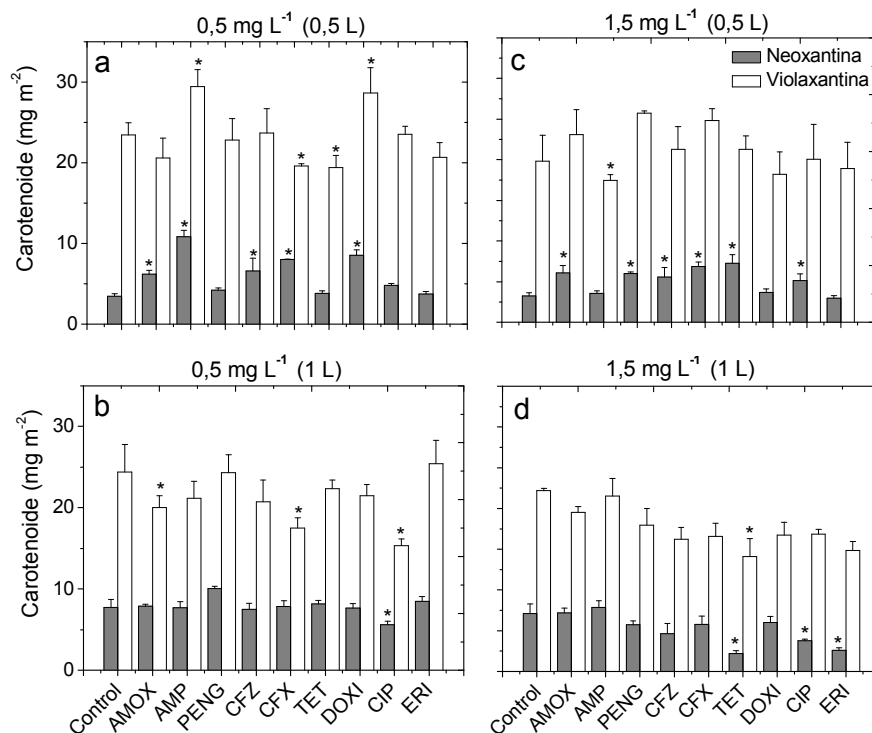 0,5 mg L⁻¹ (0,5 L)
1,5 mg L⁻¹ (0,5 L)
a
c
Neoxantina
Violaxantina
30
20
10
0
Carotenoide (mg m⁻²)
* * * * * * * * *
* * * * * * *
0,5 mg L⁻¹ (1 L)
1,5 mg L⁻¹ (1 L)
b
d
30
20
10
0
Carotenoide (mg m⁻²)
* * * *
* * * *
Control AMOX AMP PENG CFZ CFX TET DOXI CIP ERI
Control AMOX AMP PENG CFZ CFX TET DOXI CIP ERI